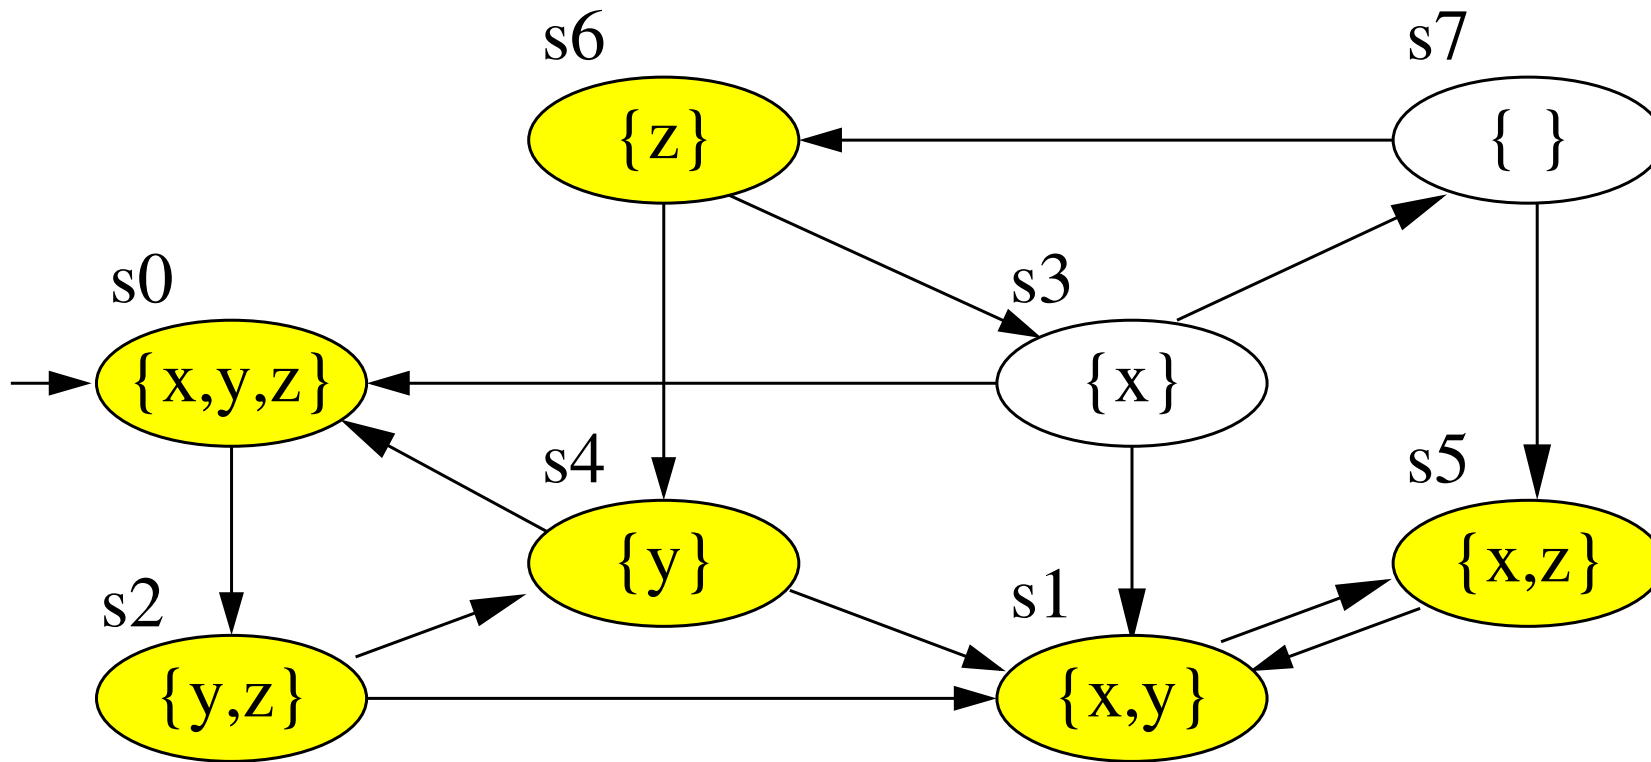 s6
s7
{z}
{ }
s0
s3
{x,y,z}
{x}
s4
s5
{y}
{x,z}
s2
s1
{y,z}
{x,y}